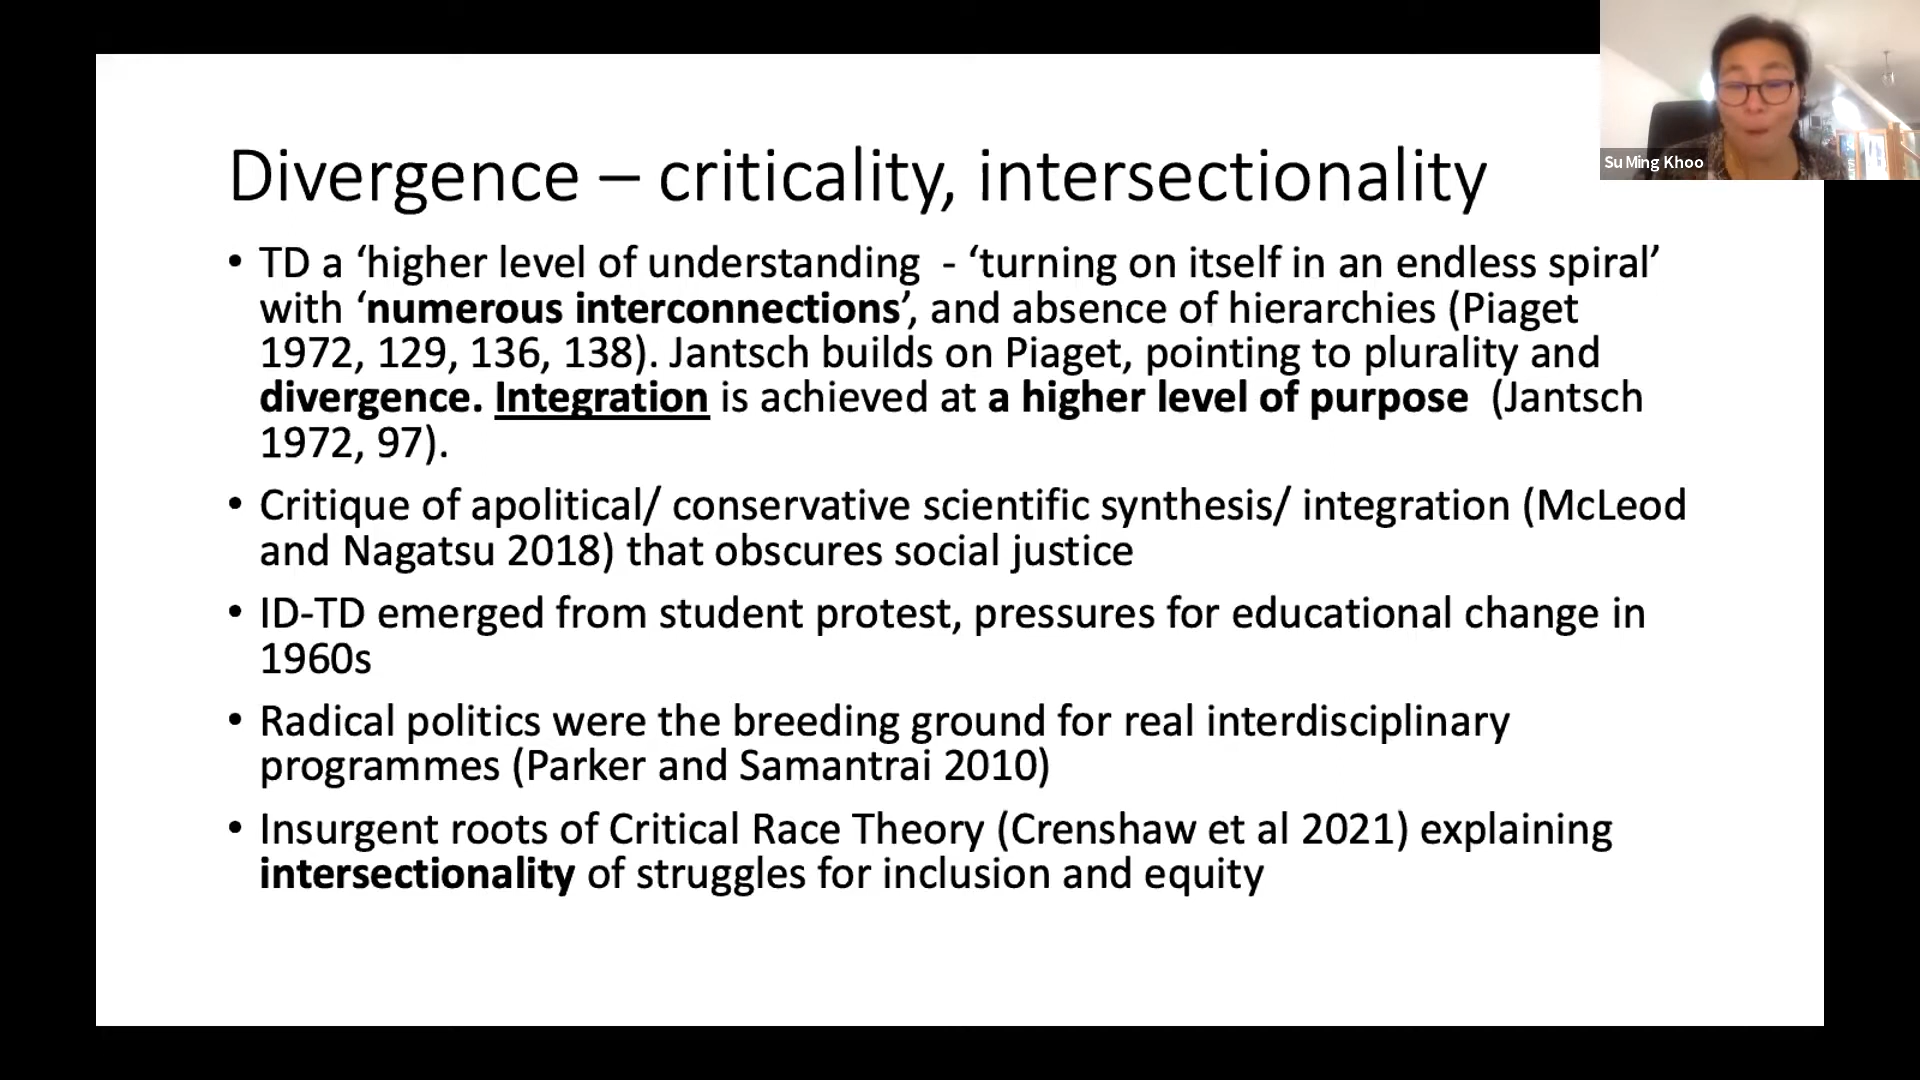 Su Ming Khoo
Divergence – criticality, intersectionality
• TD a ‘higher level of understanding  - ‘turning on itself in an endless spiral’
with ‘numerous interconnections’, and absence of hierarchies (Piaget
1972, 129, 136, 138). Jantsch builds on Piaget, pointing to plurality and
divergence. Integration is achieved at a higher level of purpose  (Jantsch
1972, 97).
• Critique of apolitical/ conservative scientific synthesis/ integration (McLeod
and Nagatsu 2018) that obscures social justice
• ID-TD emerged from student protest, pressures for educational change in
1960s
• Radical politics were the breeding ground for real interdisciplinary
programmes (Parker and Samantrai 2010)
• Insurgent roots of Critical Race Theory (Crenshaw et al 2021) explaining
intersectionality of struggles for inclusion and equity